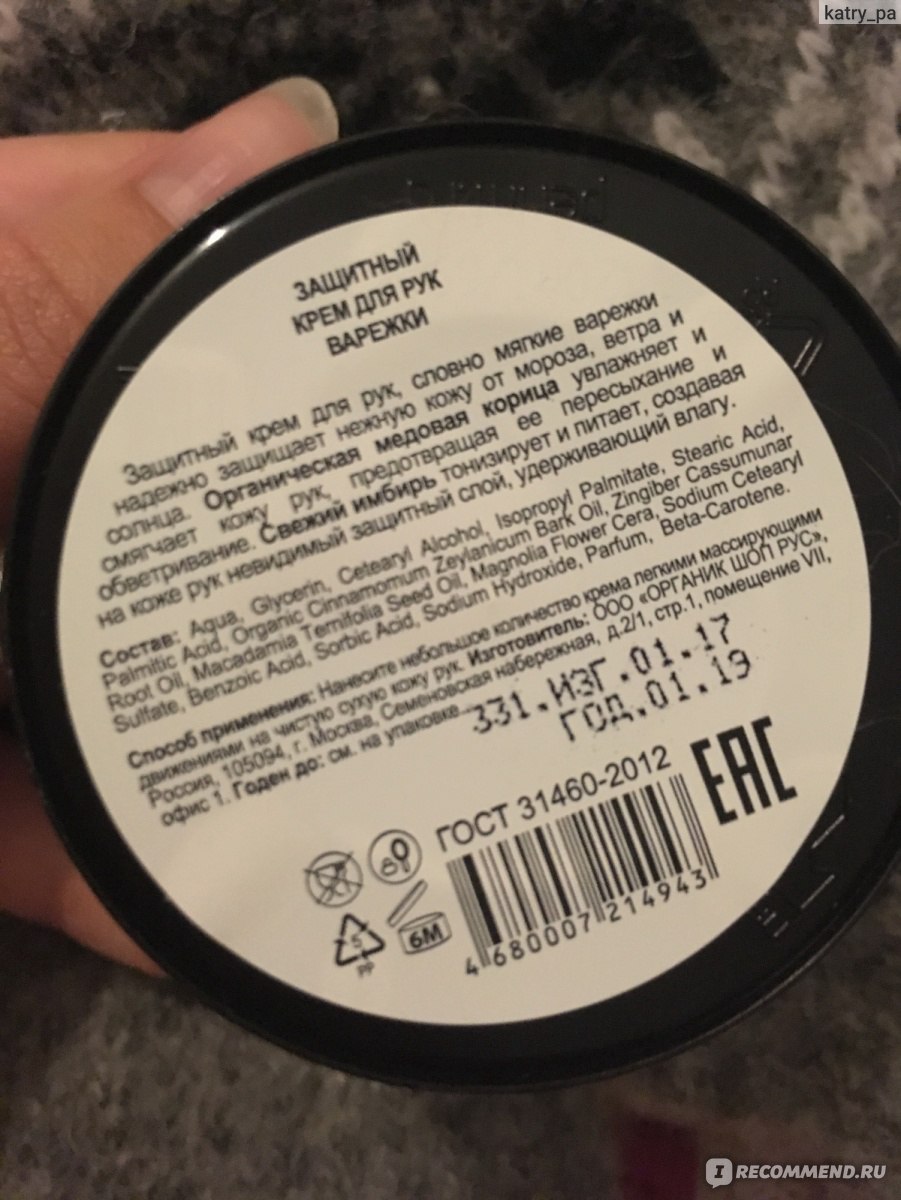 katry_pa
ЗАЩИТНЫЙ
КРЕМ ДЛЯ РУК
ВАРЕЖКИ
Защитный крем для рук, словно мягкие варежки
надежно защищает нежную кожу от мороза, ветра и
солнца. Органическая медовая корица увлажняет и
смягчает кожу рук, предотвращая ее пересыхание и
обветривание. Свежий имбирь тонизирует и питает, создавая
на коже рук невидимый защитный слой, удерживающий влагу.
Состав: Aqua, Glycerin, Cetearyl Alcohol, Isopropyl Palmitate, Stearic Acid,
Palmitic Acid, Organic Cinnamomum Zeylanicum Bark Oil, Zingiber Cassumunar
Root Oil, Macadamia Ternifolia Seed Oil, Magnolia Flower Cera, Sodium Cetearyl
Sulfate, Benzoic Acid, Sorbic Acid, Sodium Hydroxide, Parfum, Beta-Carotene.
Способ применения: Нанесите небольшое количество крема легкими массирующими
движениями на чистую сухую кожу рук. Изготовитель: ООО «ОРГАНИК ШОП РУС»,
Россия, 105094, г. Москва, Семеновская набережная, д.2/1, стр.1, помещение VII,
офис 1. Годен до: см. на упаковке.
331.ИЗГ.01.17
ГОД.01.19
ГОСТ 31460-2012
EAC
6M
5
PP
4 680007 214943
IRECOMMEND.RU